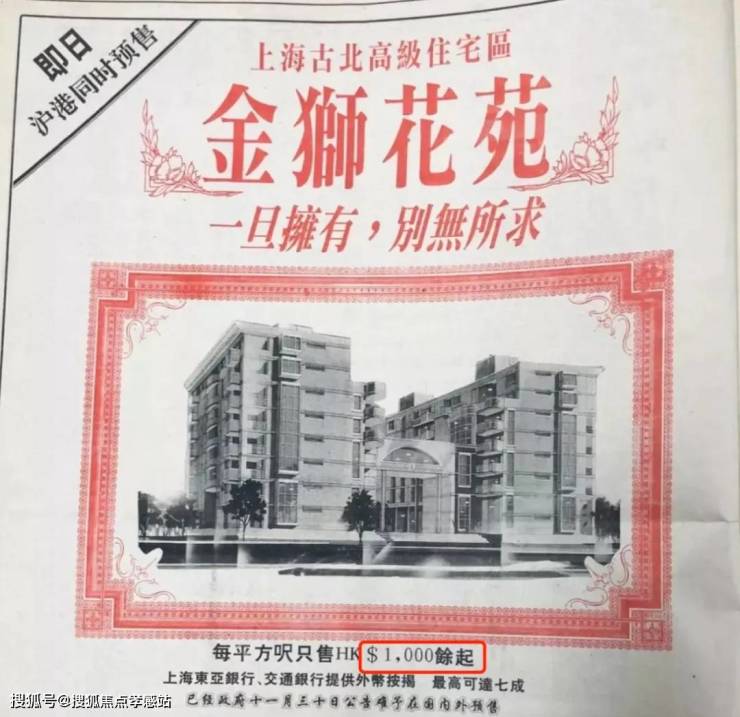 即日
沪港同时预售
上海古北高級住宅區
金獅花苑
一旦擁有，別無所求
每平方呎只售HK$1,000餘起
上海東亞銀行、交通銀行提供外幣按揭 最高可達七成
已经政府十一月三十日公告准予在国内外预售
搜狐号@搜狐焦点孝感站